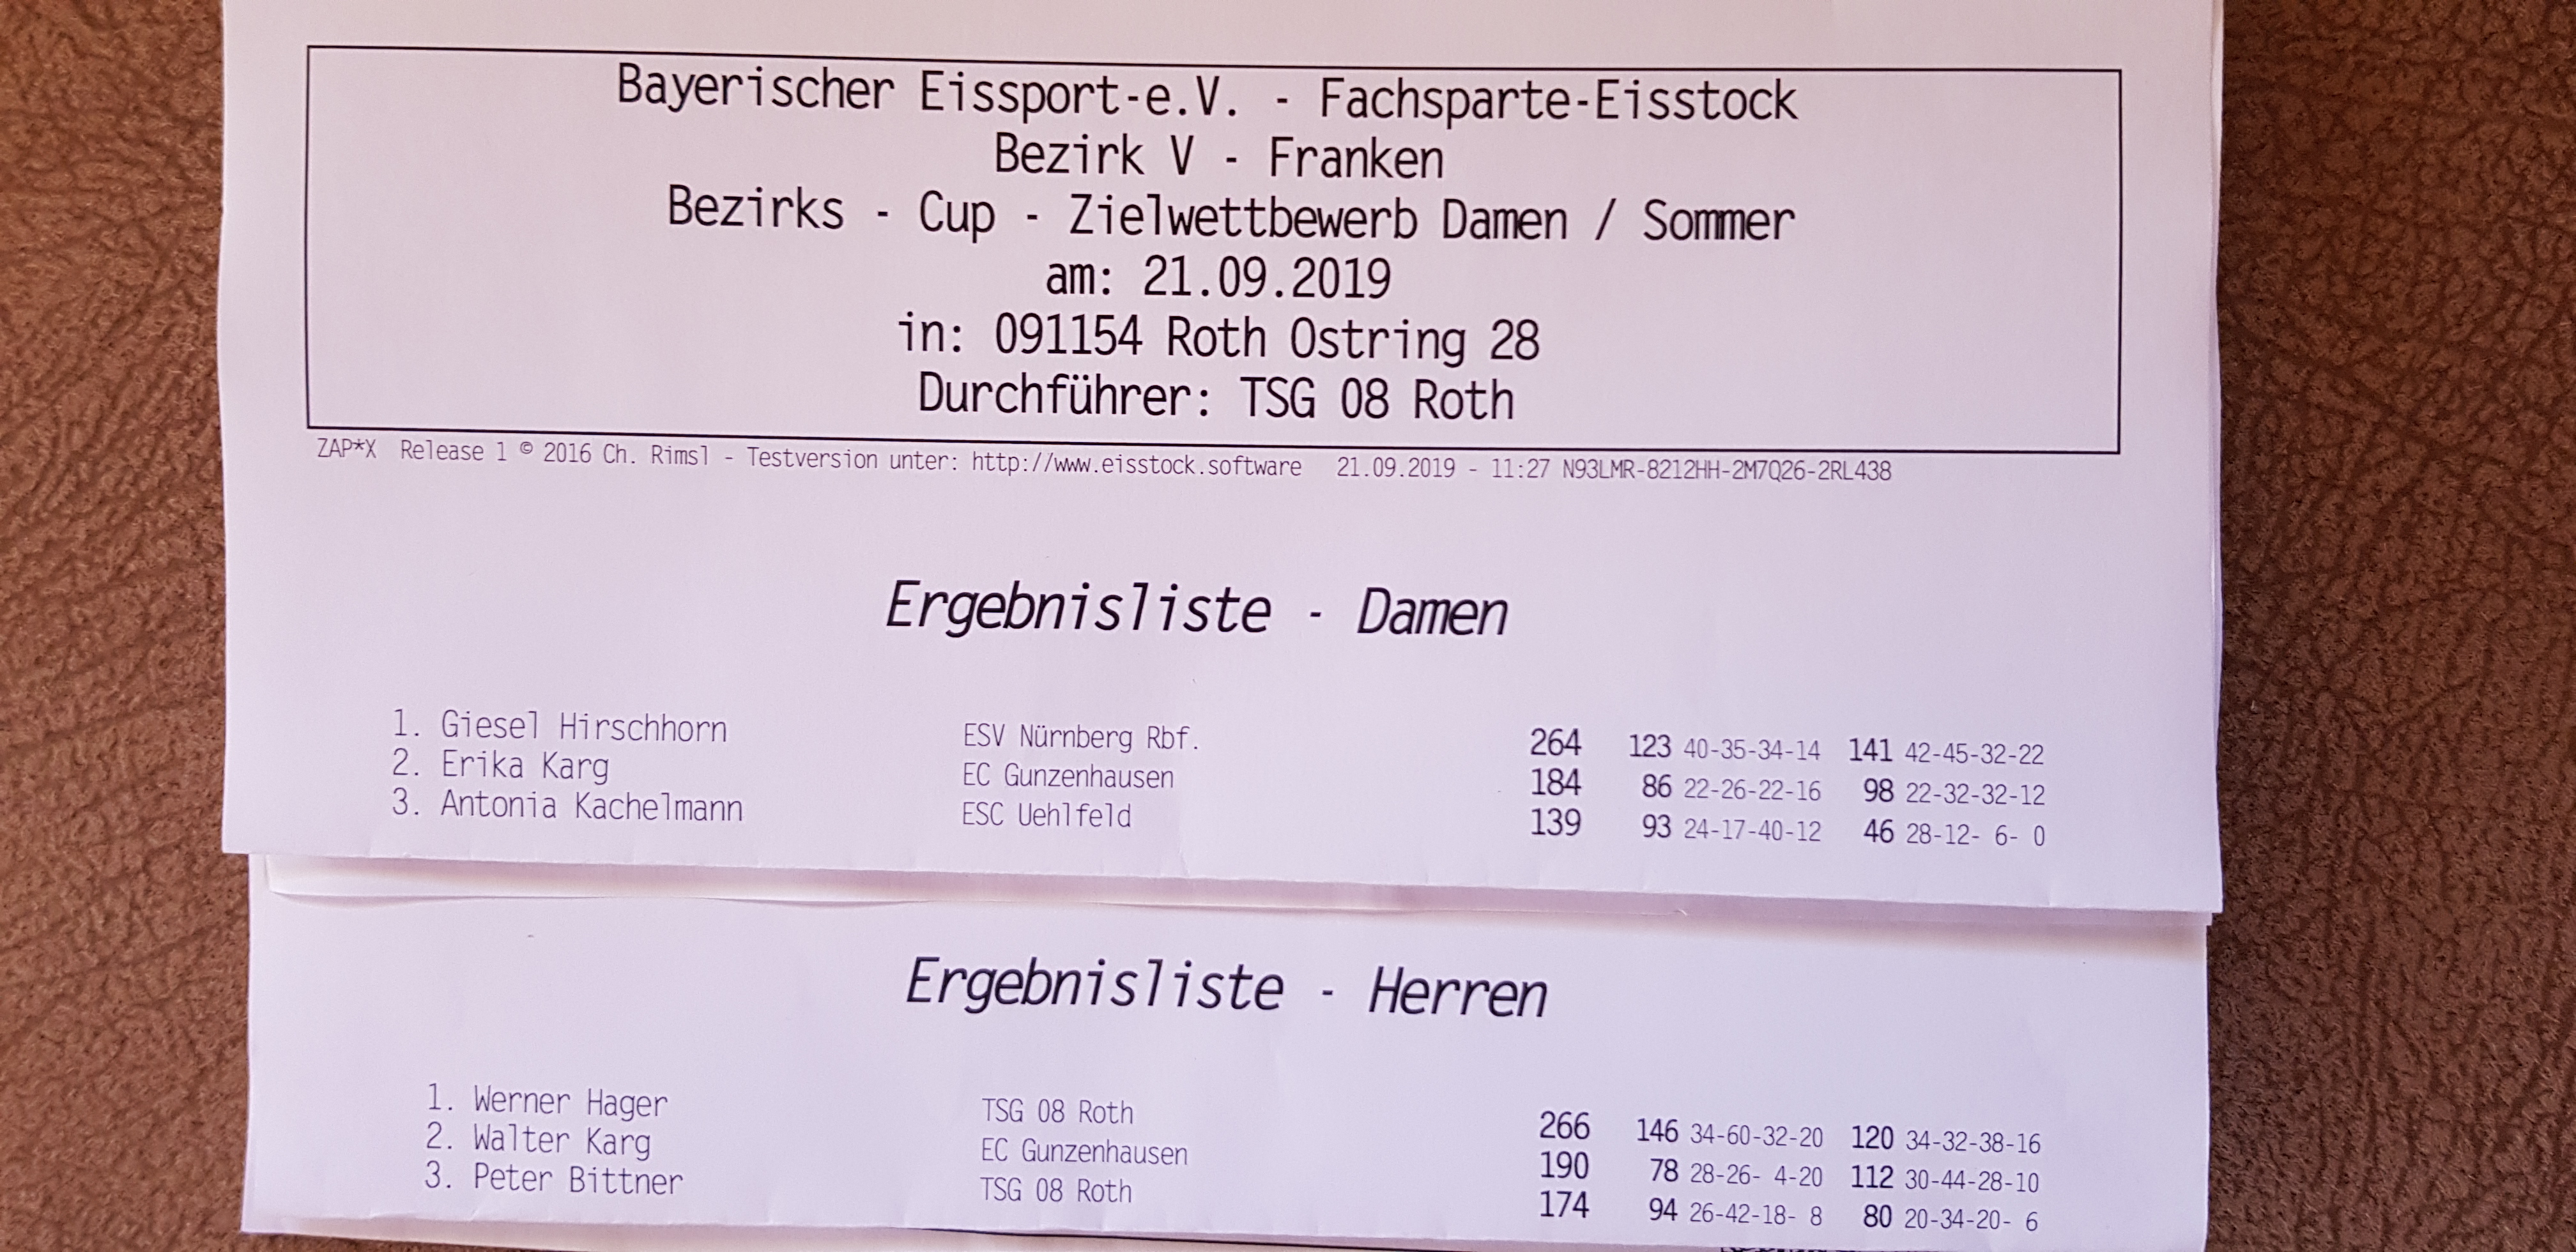 Bayerischer Eissport-e.V. - Fachsparte-Eisstock
Bezirk V - Franken
Bezirks - Cup - Zielwettbewerb Damen / Sommer
am: 21.09.2019
in: 091154 Roth Ostring 28
Durchführer: TSG 08 Roth
ZAP*X Release 1 © 2016 Ch. Rimsl - Testversion unter: http://www.eisstock.software 21.09.2019 - 11:27 N93LMR-8212HH-2M7Q26-2RL438
Ergebnisliste - Damen
1. Giesel Hirschhorn ESV Nürnberg Rbf. 264 123 40-35-34-14 141 42-45-32-22
2. Erika Karg EC Gunzenhausen 184 86 22-26-22-16 98 22-32-32-12
3. Antonia Kachelmann ESC Uehlfeld 139 93 24-17-40-12 46 28-12- 6- 0
Ergebnisliste - Herren
1. Werner Hager TSG 08 Roth 266 146 34-60-32-20 120 34-32-38-16
2. Walter Karg EC Gunzenhausen 190 78 28-26- 4-20 112 30-44-28-10
3. Peter Bittner TSG 08 Roth 174 94 26-42-18- 8 80 20-34-20- 6